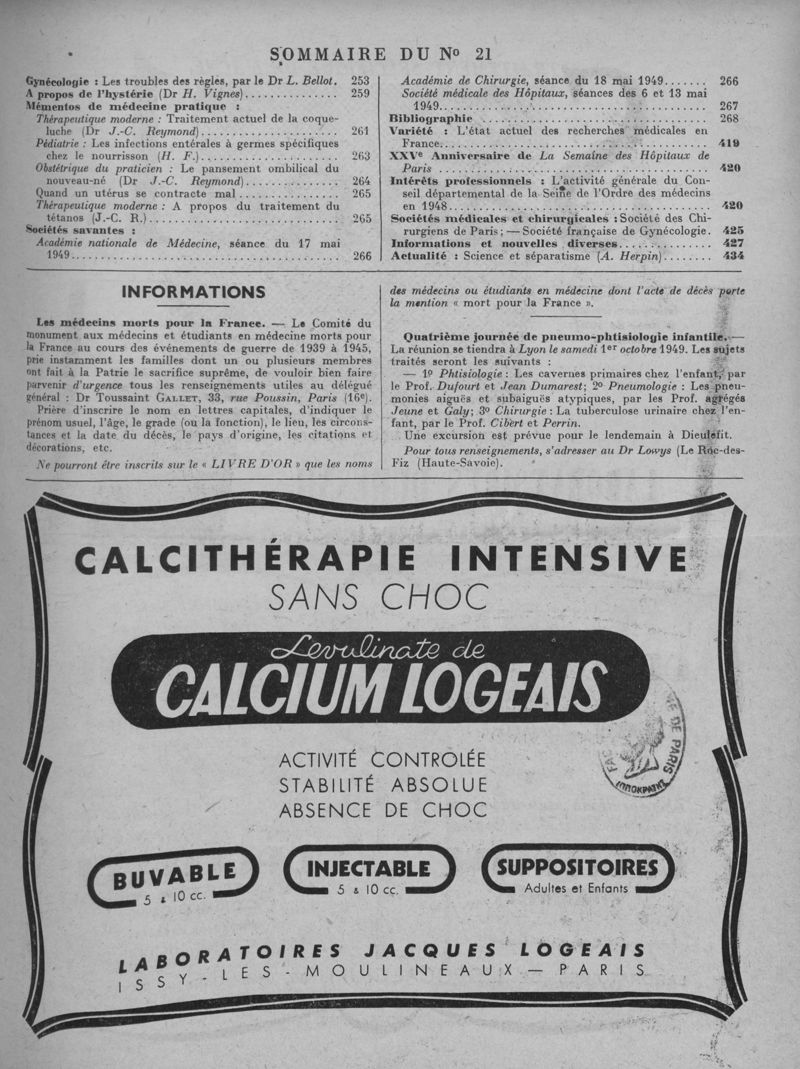 SOMMAIRE DU No 21
Gynécologie : Les troubles des règles, par le Dr L. Bellot. 253
A propos de l'hystérie (Dr H. Vignes)............... 259
Mémentos de médecine pratique :
Thérapeutique moderne : Traitement actuel de la coque-
luche (Dr J.-C. Reymond)..................... 261
Pédiatrie : Les infections entérales à germes spécifiques
chez le nourrisson (H. F.)..................... 263
Obstétrique du praticien : Le pansement ombilical du
nouveau-né (Dr J.-C. Reymond)............... 264
Quand un utérus se contracte mal ................ 265
Thérapeutique moderne : A propos du traitement du
tétanos (J.-C. R.)............................. 265
Sociétés savantes :
Académie nationale de Médecine, séance du 17 mai
1949.......................................... 266
Académie de Chirurgie, séance du 18 mai 1949....... 266
Société médicale des Hôpitaux, séances des 6 et 13 mai
1949.......................................... 267
Bibliographie .................................... 268
Variété : L'état actuel des recherches médicales en
France.......................................... 419
XXVe Anniversaire de La Semaine des Hôpitaux de
Paris .......................................... 420
Intérêts professionnels : L'activité générale du Con-
seil départemental de la Seine de l'Ordre des médecins
en 1948........................................ 420
Sociétés médicales et chirurgicales : Société des Chi-
rurgiens de Paris ; — Société française de Gynécologie. 425
Informations et nouvelles diverses.............. 427
Actualité : Science et séparatisme (A. Herpin)........ 434
INFORMATIONS
Les médecins morts pour la France. — Le Comité du
monument aux médecins et étudiants en médecine morts pour
la France au cours des événements de guerre de 1939 à 1945,
prie instamment les familles dont un ou plusieurs membres
ont fait à la Patrie le sacrifice suprême, de vouloir bien faire
parvenir d'urgence tous les renseignements utiles au délégué
général : Dr Toussaint GALLET, 33, rue Poussin, Paris (16e).
Prière d'inscrire le nom en lettres capitales, d'indiquer le
prénom usuel, l'âge, le grade (ou la fonction), le lieu, les circons-
tances et la date du décès, le pays d'origine, les citations et
décorations, etc.
Ne pourront être inscrits sur le « LIVRE D'OR » que les noms
des médecins ou étudiants en médecine dont l'acte de décès porte
la mention « mort pour la France ».
Quatrième journée de pneumo-phtisiologie infantile. —
La réunion se tiendra à Lyon le samedi 1er octobre 1949. Les sujets
traités seront les suivants :
— 1º Phtisiologie : Les cavernes primaires chez l'enfant, par
le Prof. Dufourt et Jean Dumarest ; 2º Pneumologie : Les pneu-
monies aiguës et subaiguës atypiques, par les Prof. agrégés
Jeune et Galy ; 3º Chirurgie : La tuberculose urinaire chez l'en-
fant, par le Prof. Cibert et Perrin.
Une excursion est prévue pour le lendemain à Dieulefit.
Pour tous renseignements, s'adresser au Dr Lowys (Le Roc-des-
Fiz (Haute-Savoie).
CALCITHÉRAPIE INTENSIVE
SANS CHOC
Levulinate de
CALCIUM LOGEAIS
ACTIVITÉ CONTROLÉE
STABILITÉ ABSOLUE
ABSENCE DE CHOC
FAC DE PARIS
ΙΠΠΟΚΡΑΤΗΣ
BUVABLE
5 & 10 cc.
INJECTABLE
5 & 10 cc.
SUPPOSITOIRES
Adultes et Enfants
LABORATOIRES JACQUES LOGEAIS
ISSY-LES-MOULINEAUX — PARIS